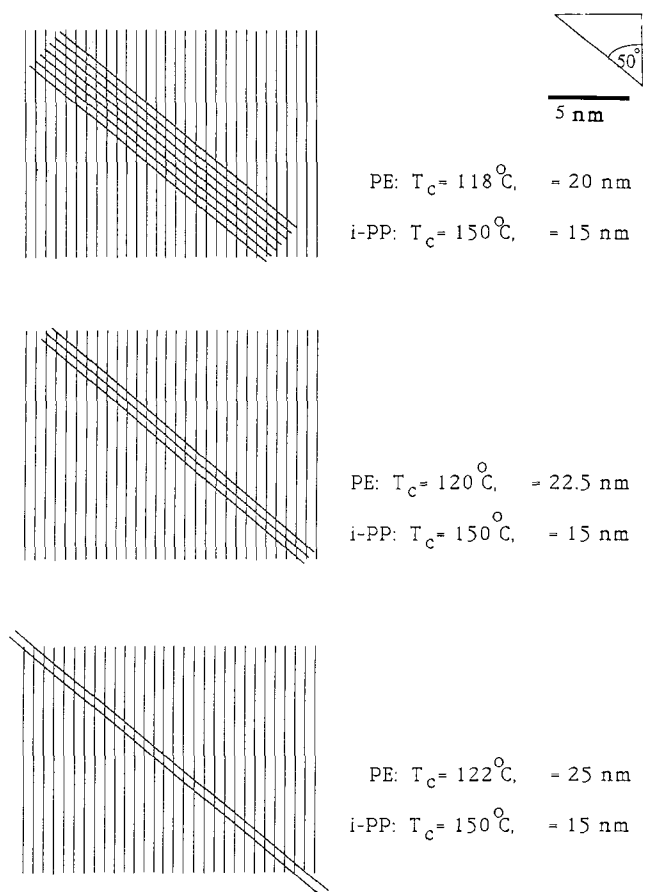 50°
5 nm
PE: Tc= 118°C, = 20 nm
i-PP: Tc= 150°C, = 15 nm
PE: Tc= 120°C, = 22.5 nm
i-PP: Tc= 150°C, = 15 nm
PE: Tc= 122°C, = 25 nm
i-PP: Tc= 150°C, = 15 nm